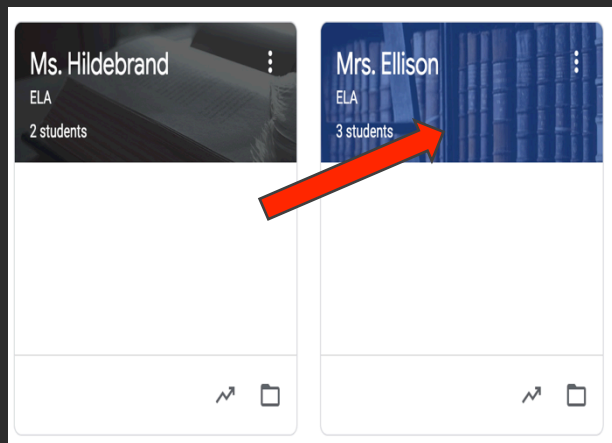 Ms. Hildebrand
ELA
2 students
Mrs. Ellison
ELA
3 students